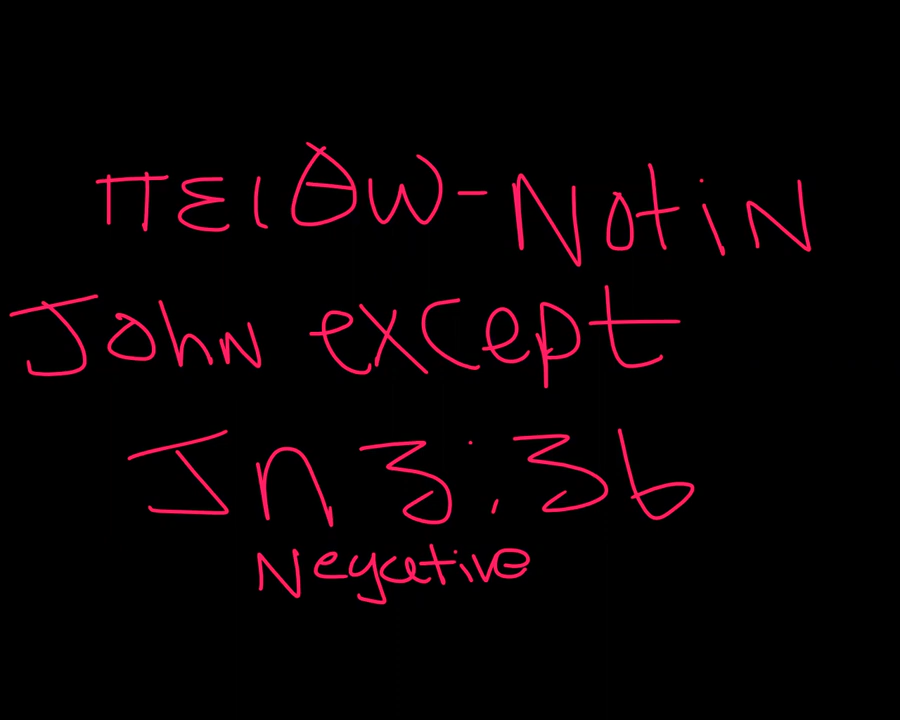 πειθω - Not in
John except
Jn 3:36
Negative